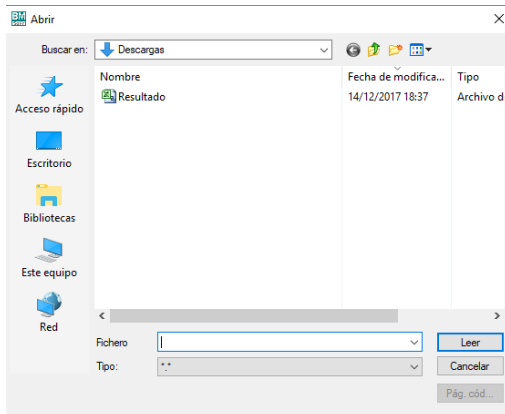 BM
Abrir
Buscar en: Descargas
Nombre Fecha de modifica... Tipo
Resultado 14/12/2017 18:37 Archivo d
Acceso rápido
Escritorio
Bibliotecas
Este equipo
Red
Fichero Leer
Tipo: *.* Cancelar
Pág. cód...